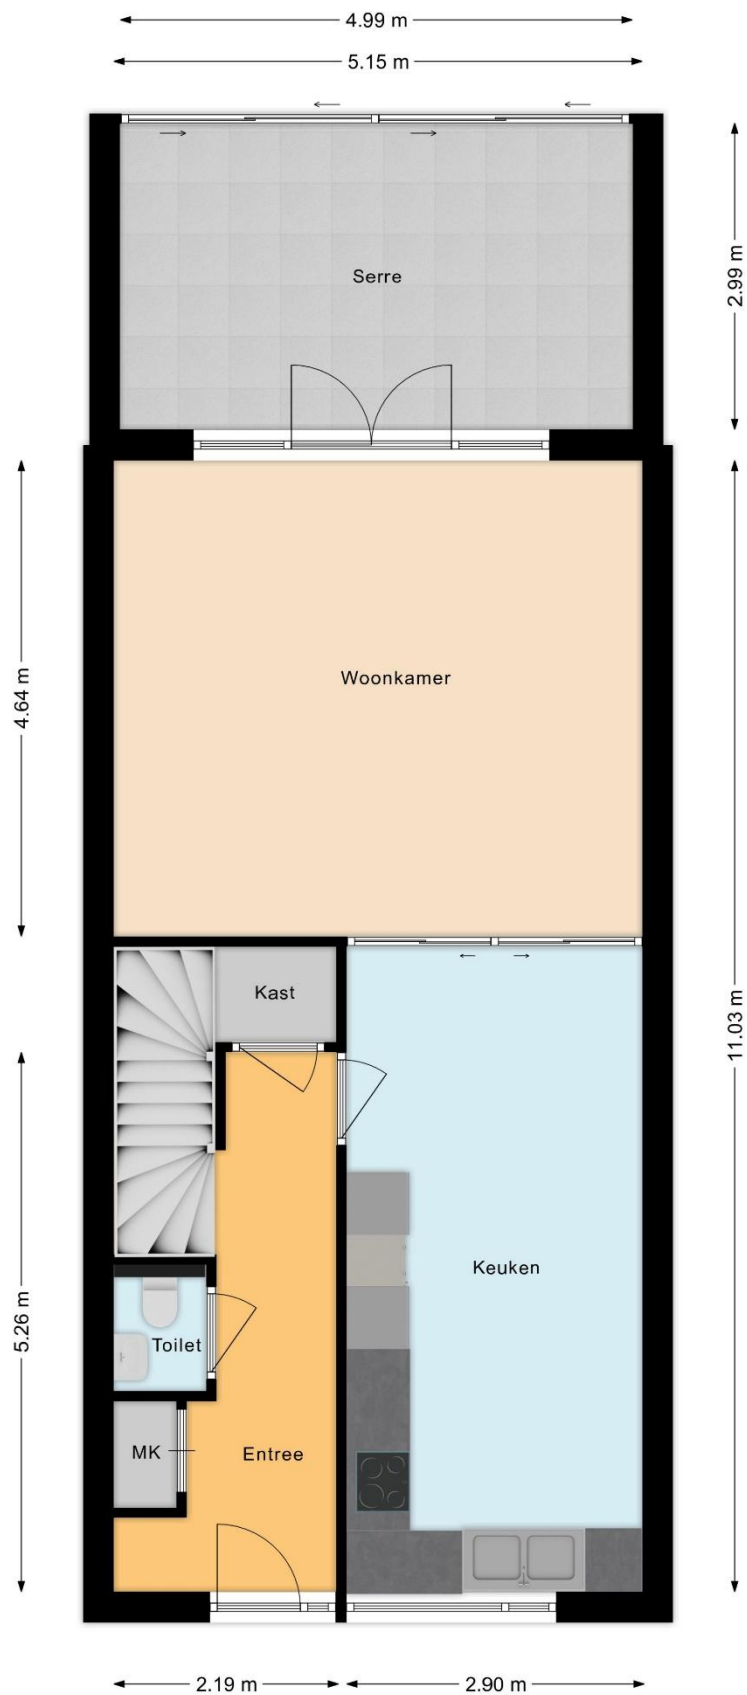 4.99 m
5.15 m
2.99 m
Serre
4.64 m
Woonkamer
11.03 m
Kast
5.26 m
Keuken
Toilet
MK
Entree
2.19 m
2.90 m